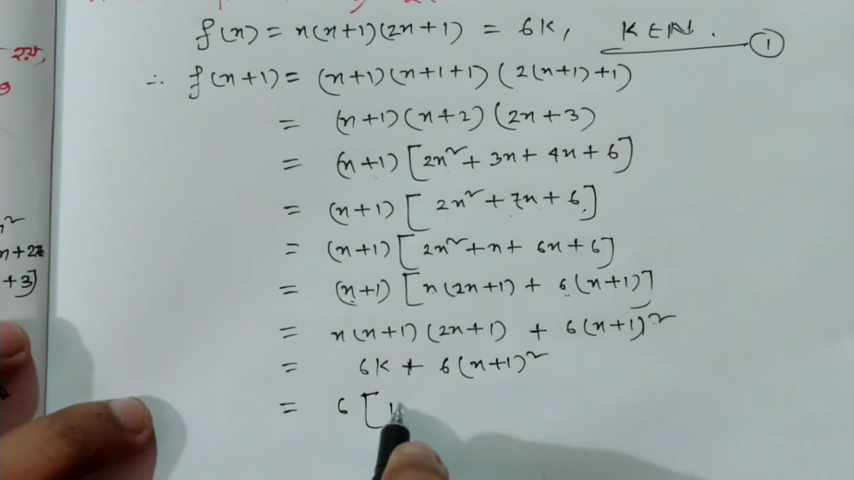 f(n) = n(n+1)(2n+1) = 6K, K∈ℕ. ①
∴ f(n+1) = (n+1)(n+1+1)(2(n+1)+1)
= (n+1)(n+2)(2n+3)
= (n+1)[2n²+3n+4n+6]
= (n+1)[2n²+7n+6]
= (n+1)[2n²+n+6n+6]
= (n+1)[n(2n+1)+6(n+1)]
= n(n+1)(2n+1) + 6(n+1)²
= 6K + 6(n+1)²
= 6[
+3]